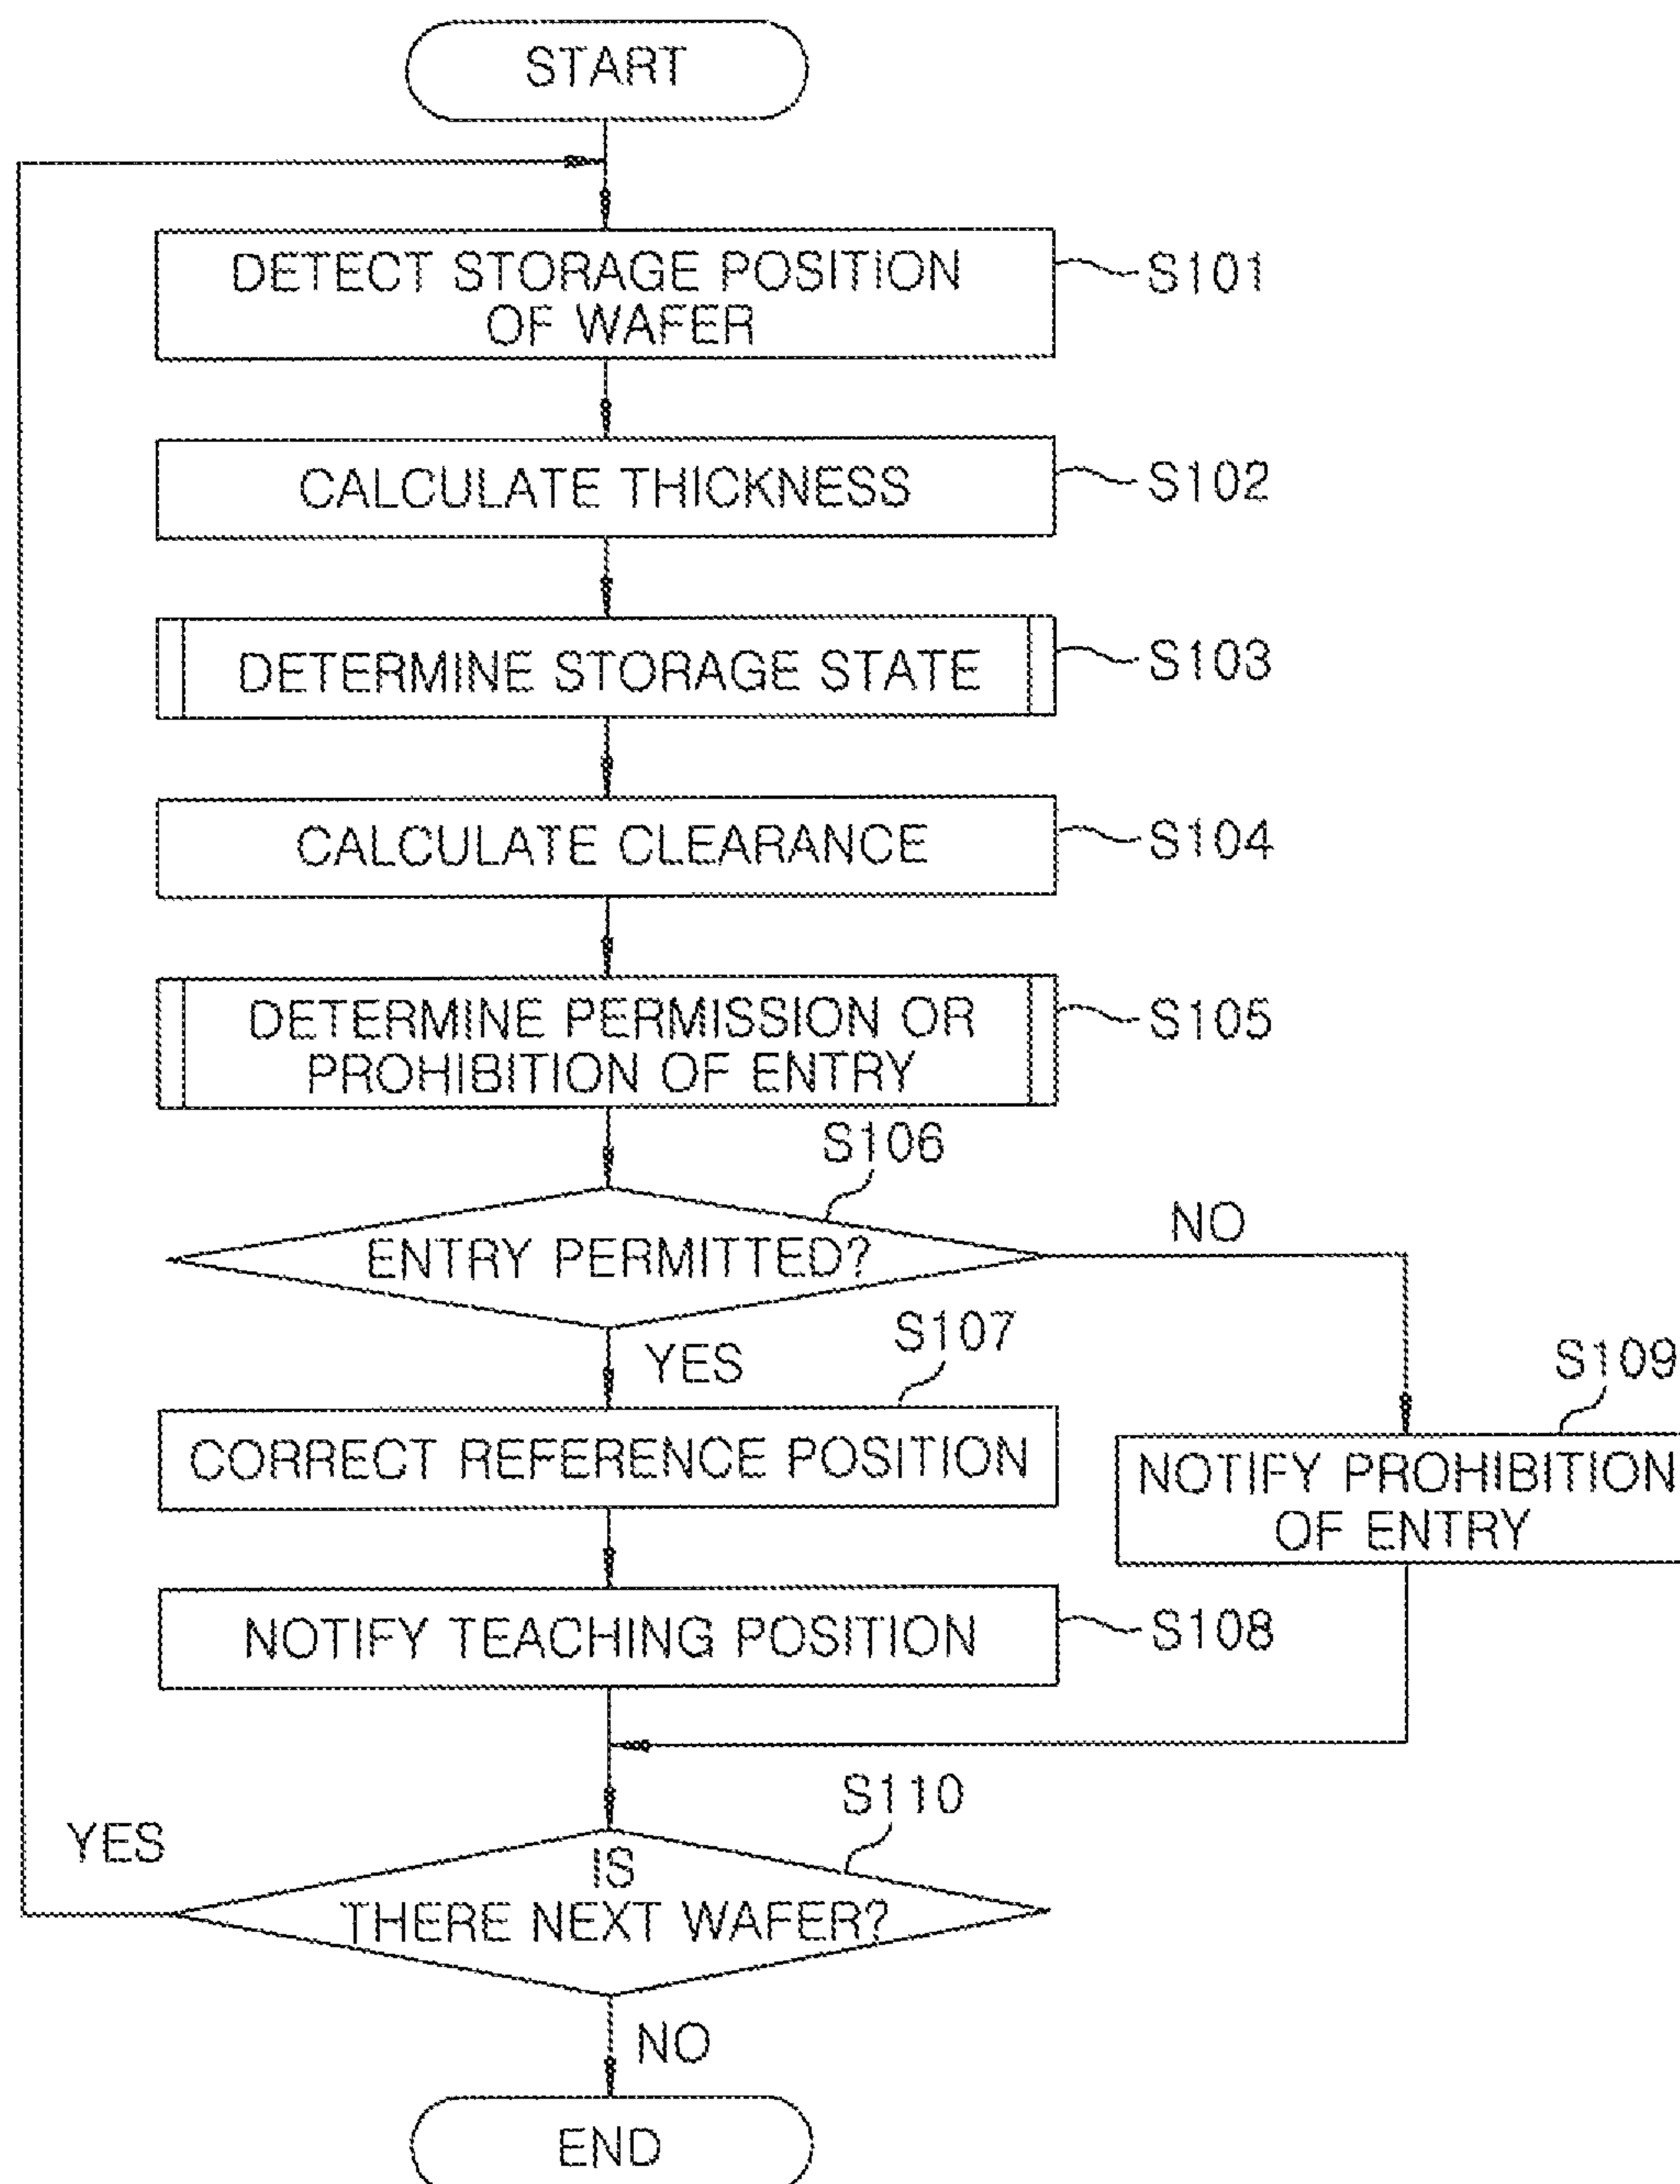 START
DETECT STORAGE POSITION
OF WAFER
S101
CALCULATE THICKNESS
S102
DETERMINE STORAGE STATE
S103
CALCULATE CLEARANCE
S104
DETERMINE PERMISSION OR
PROHIBITION OF ENTRY
S105
S106
ENTRY PERMITTED?
NO
YES
S107
CORRECT REFERENCE POSITION
S109
NOTIFY PROHIBITION
OF ENTRY
NOTIFY TEACHING POSITION
S108
S110
YES
IS
THERE NEXT WAFER?
NO
END